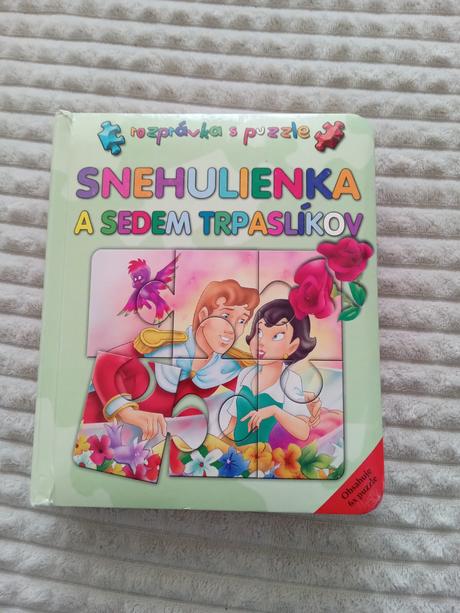 rozprávka s puzzle
SNEHULIENKA
A SEDEM TRPASLÍKOV
Obsahuje
6x puzzle